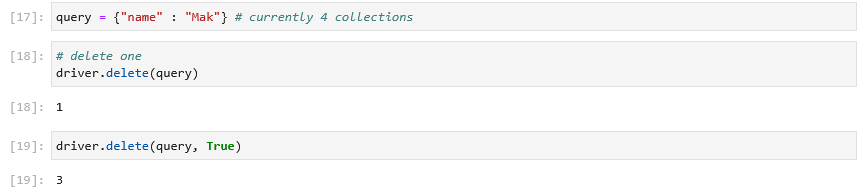 [17]: query = {"name" : "Mak"} # currently 4 collections
[18]: # delete one
driver.delete(query)
[18]: 1
[19]: driver.delete(query, True)
[19]: 3